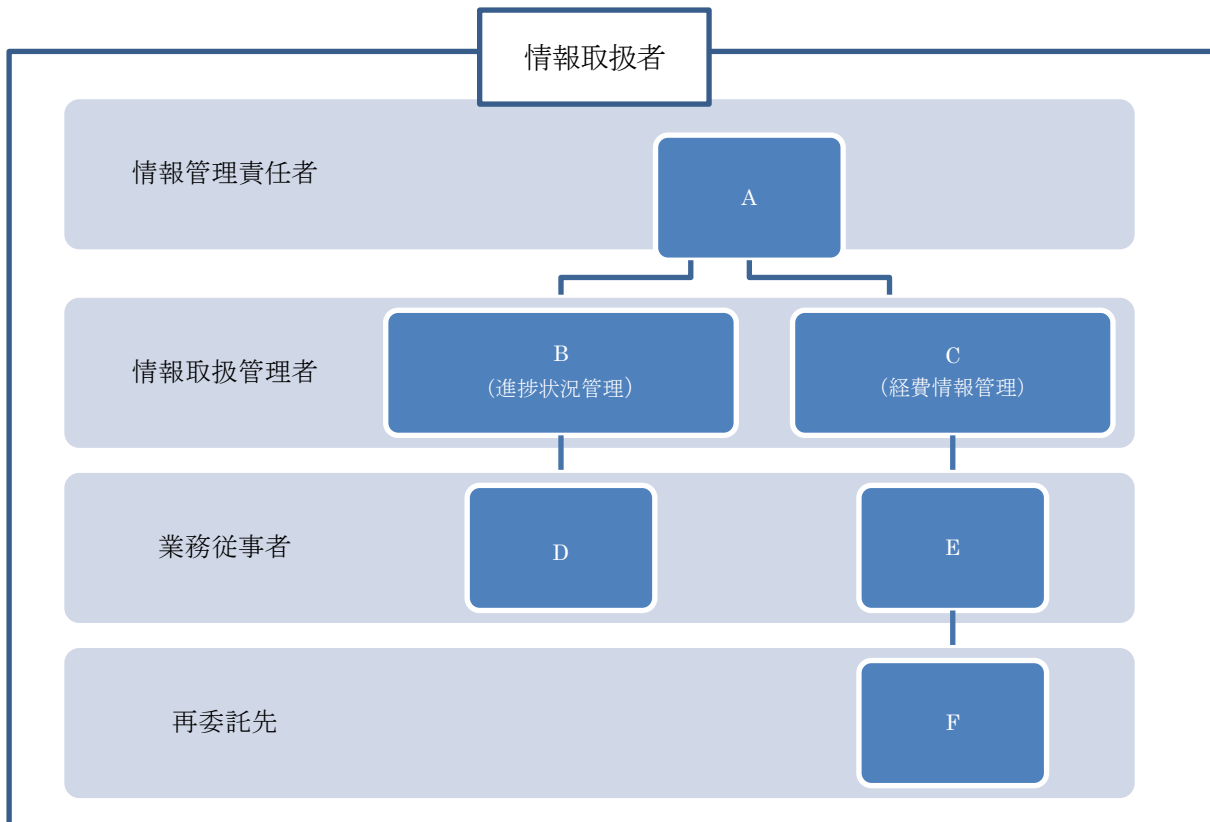 情報取扱者
情報管理責任者
A
情報取扱管理者
B
（進捗状況管理）
C
（経費情報管理）
業務従事者
D
E
再委託先
F